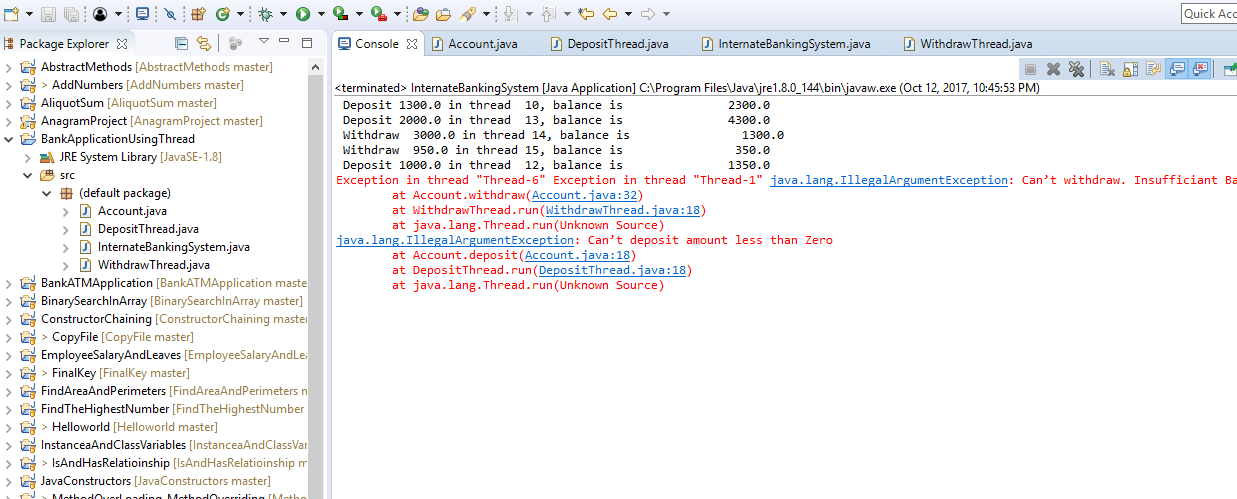 Quick Acc
Package Explorer
AbstractMethods [AbstractMethods master]
> AddNumbers [AddNumbers master]
AliquotSum [AliquotSum master]
AnagramProject [AnagramProject master]
BankApplicationUsingThread
JRE System Library [JavaSE-1.8]
src
(default package)
Account.java
DepositThread.java
InternateBankingSystem.java
WithdrawThread.java
BankATMApplication [BankATMApplication maste
BinarySearchInArray [BinarySearchInArray master]
ConstructorChaining [ConstructorChaining master
> CopyFile [CopyFile master]
EmployeeSalaryAndLeaves [EmployeeSalaryAndLea
> FinalKey [FinalKey master]
FindAreaAndPerimeters [FindAreaAndPerimeters m
FindTheHighestNumber [FindTheHighestNumber
> Helloworld [Helloworld master]
InstanceaAndClassVariables [InstanceaAndClassVar
> IsAndHasRelatioinship [IsAndHasRelatioinship m
JavaConstructors [JavaConstructors master]
> MethodOverLoading_MethodOverriding [Metho
Console Account.java DepositThread.java InternateBankingSystem.java WithdrawThread.java
<terminated> InternateBankingSystem [Java Application] C:\Program Files\Java\jre1.8.0_144\bin\javaw.exe (Oct 12, 2017, 10:45:53 PM)
Deposit 1300.0 in thread 10, balance is 2300.0
Deposit 2000.0 in thread 13, balance is 4300.0
Withdraw 3000.0 in thread 14, balance is 1300.0
Withdraw 950.0 in thread 15, balance is 350.0
Deposit 1000.0 in thread 12, balance is 1350.0
Exception in thread "Thread-6" Exception in thread "Thread-1" java.lang.IllegalArgumentException: Can’t withdraw. Insufficiant Ba
at Account.withdraw(Account.java:32)
at WithdrawThread.run(WithdrawThread.java:18)
at java.lang.Thread.run(Unknown Source)
java.lang.IllegalArgumentException: Can’t deposit amount less than Zero
at Account.deposit(Account.java:18)
at DepositThread.run(DepositThread.java:18)
at java.lang.Thread.run(Unknown Source)